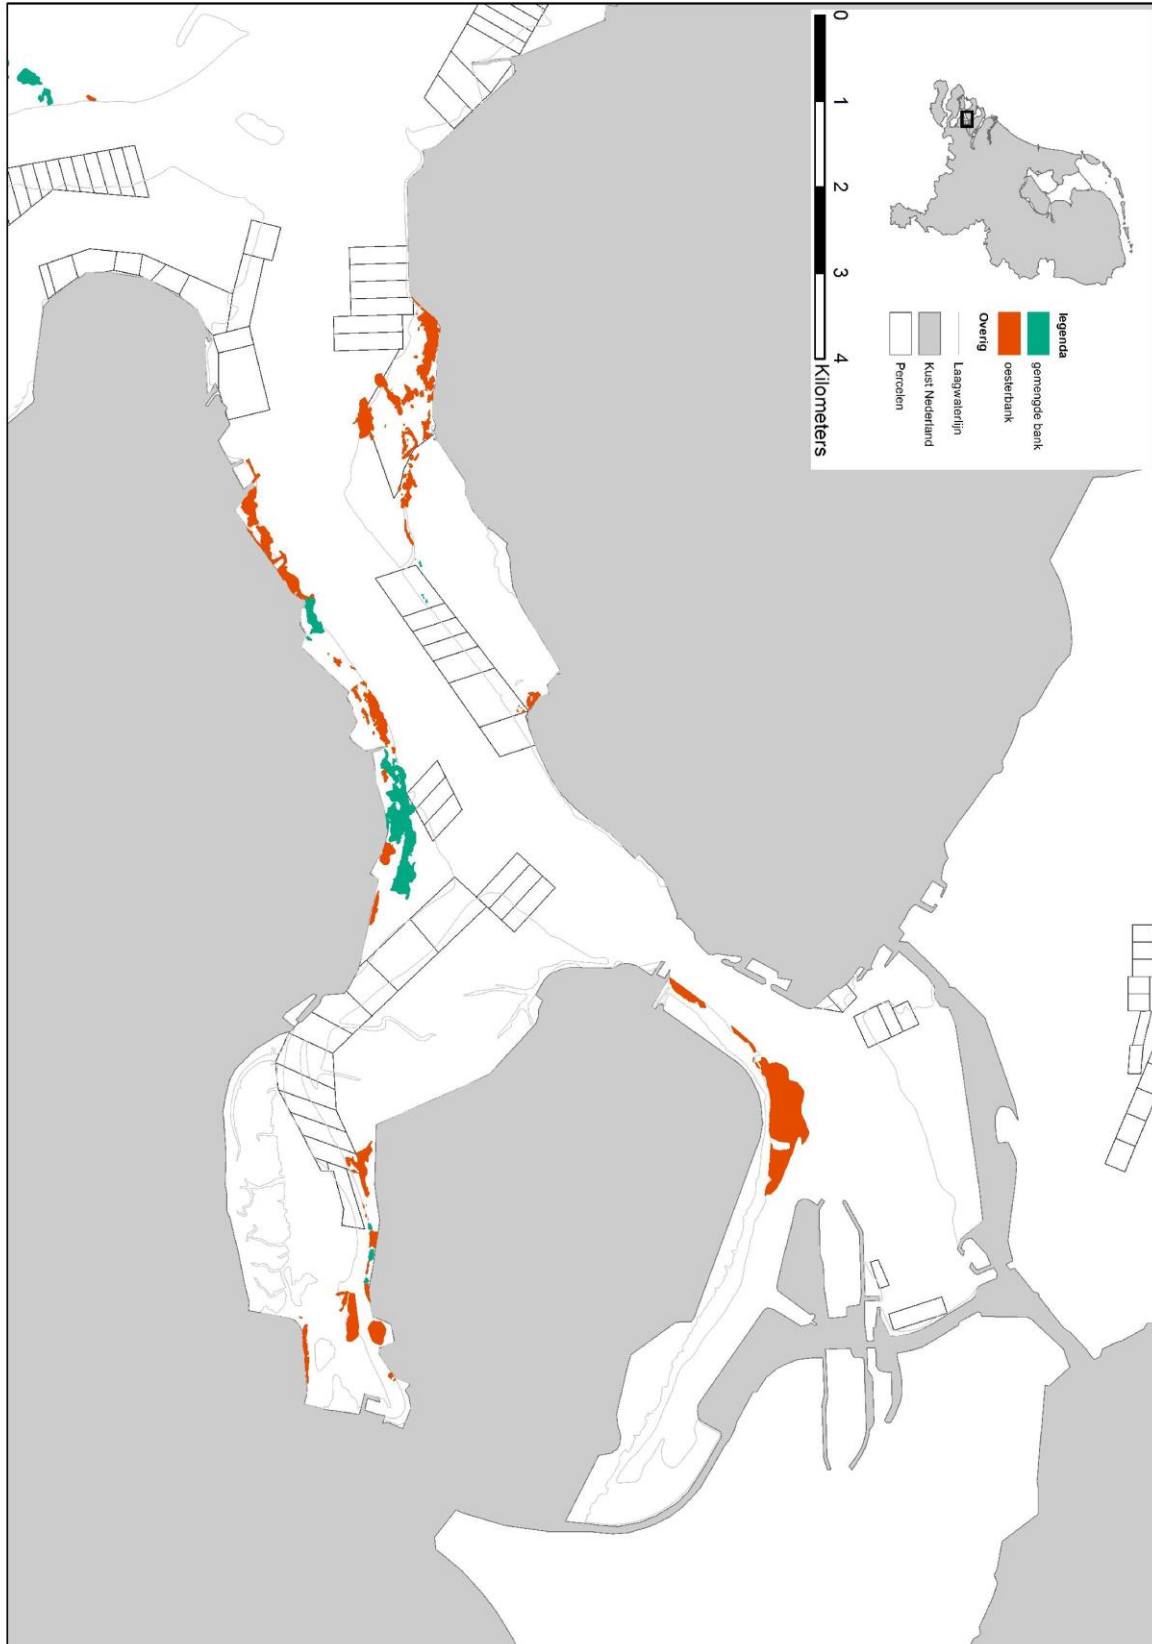 legenda
gemengde bank
oesterbank
Overig
Laagwaterlijn
Kust Nederland
Percelen
0 1 2 3 4
Kilometers